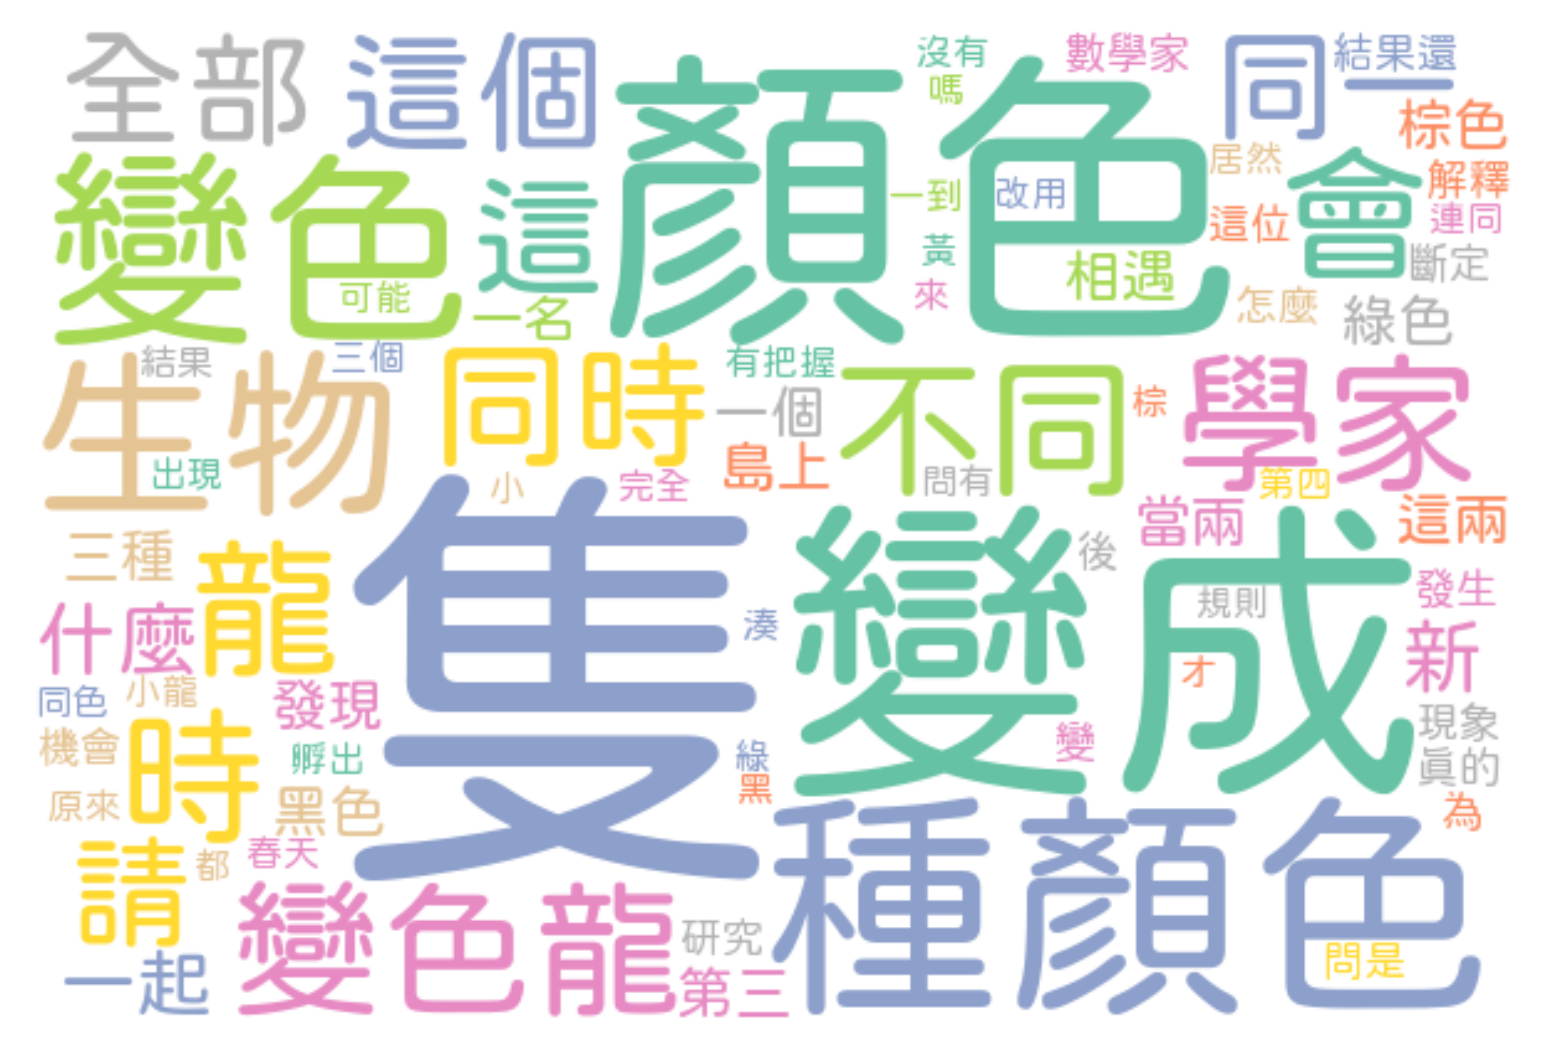 全部
這個
顏色
沒有
嗎
數學家
同一
結果還
棕色
變色
這
一到
改用
居然
會
解釋
這位
連同
黃
來
相遇
斷定
可能
一名
怎麼
綠色
結果
三個
同時
有把握
不同
學家
生物
一個
棕
出現
島上
小
完全
問有
第四
隻
變成
當兩
這兩
三種
龍
後
什麼
湊
規則
發生
新
才
同色
小龍
發現
時
機會
孵出
綠
黑
變
現象
真的
原來
黑色
種顏色
為
請
都
春天
變色龍
研究
問是
一起
第三